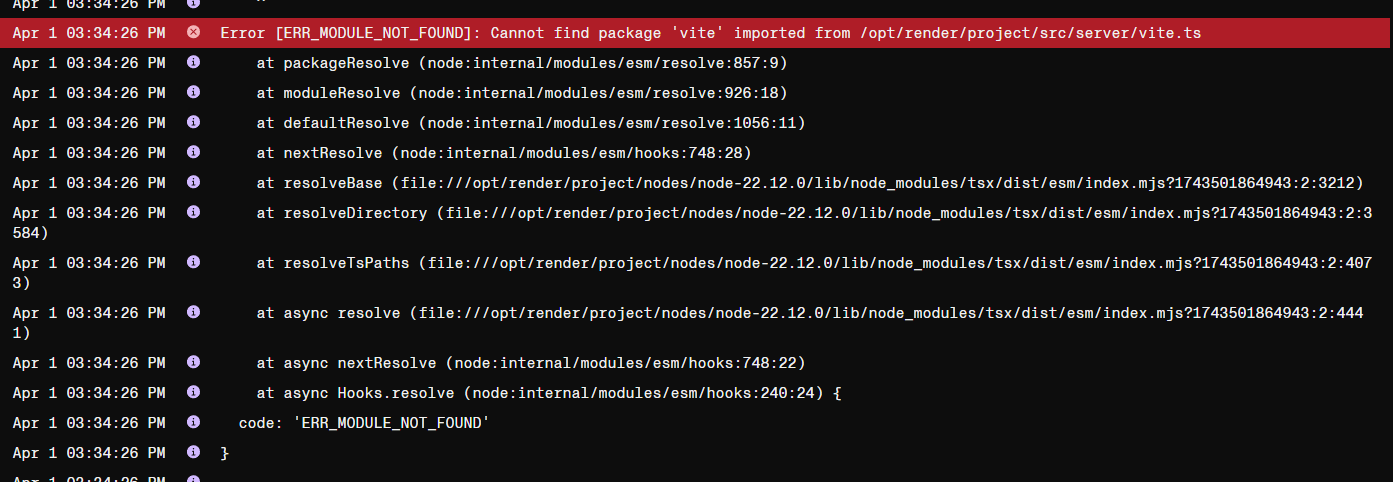 Apr 1 03:34:26 PM ^
Apr 1 03:34:26 PM Error [ERR_MODULE_NOT_FOUND]: Cannot find package 'vite' imported from /opt/render/project/src/server/vite.ts
Apr 1 03:34:26 PM at packageResolve (node:internal/modules/esm/resolve:857:9)
Apr 1 03:34:26 PM at moduleResolve (node:internal/modules/esm/resolve:926:18)
Apr 1 03:34:26 PM at defaultResolve (node:internal/modules/esm/resolve:1056:11)
Apr 1 03:34:26 PM at nextResolve (node:internal/modules/esm/hooks:748:28)
Apr 1 03:34:26 PM at resolveBase (file:///opt/render/project/nodes/node-22.12.0/lib/node_modules/tsx/dist/esm/index.mjs?1743501864943:2:3212)
Apr 1 03:34:26 PM at resolveDirectory (file:///opt/render/project/nodes/node-22.12.0/lib/node_modules/tsx/dist/esm/index.mjs?1743501864943:2:3
584)
Apr 1 03:34:26 PM at resolveTsPaths (file:///opt/render/project/nodes/node-22.12.0/lib/node_modules/tsx/dist/esm/index.mjs?1743501864943:2:407
3)
Apr 1 03:34:26 PM at async resolve (file:///opt/render/project/nodes/node-22.12.0/lib/node_modules/tsx/dist/esm/index.mjs?1743501864943:2:444
1)
Apr 1 03:34:26 PM at async nextResolve (node:internal/modules/esm/hooks:748:22)
Apr 1 03:34:26 PM at async Hooks.resolve (node:internal/modules/esm/hooks:240:24) {
Apr 1 03:34:26 PM code: 'ERR_MODULE_NOT_FOUND'
Apr 1 03:34:26 PM }
Apr 1 03:34:26 PM